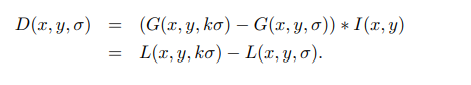 D(x, y, σ) = (G(x, y, kσ) − G(x, y, σ)) ∗ I(x, y)
= L(x, y, kσ) − L(x, y, σ).